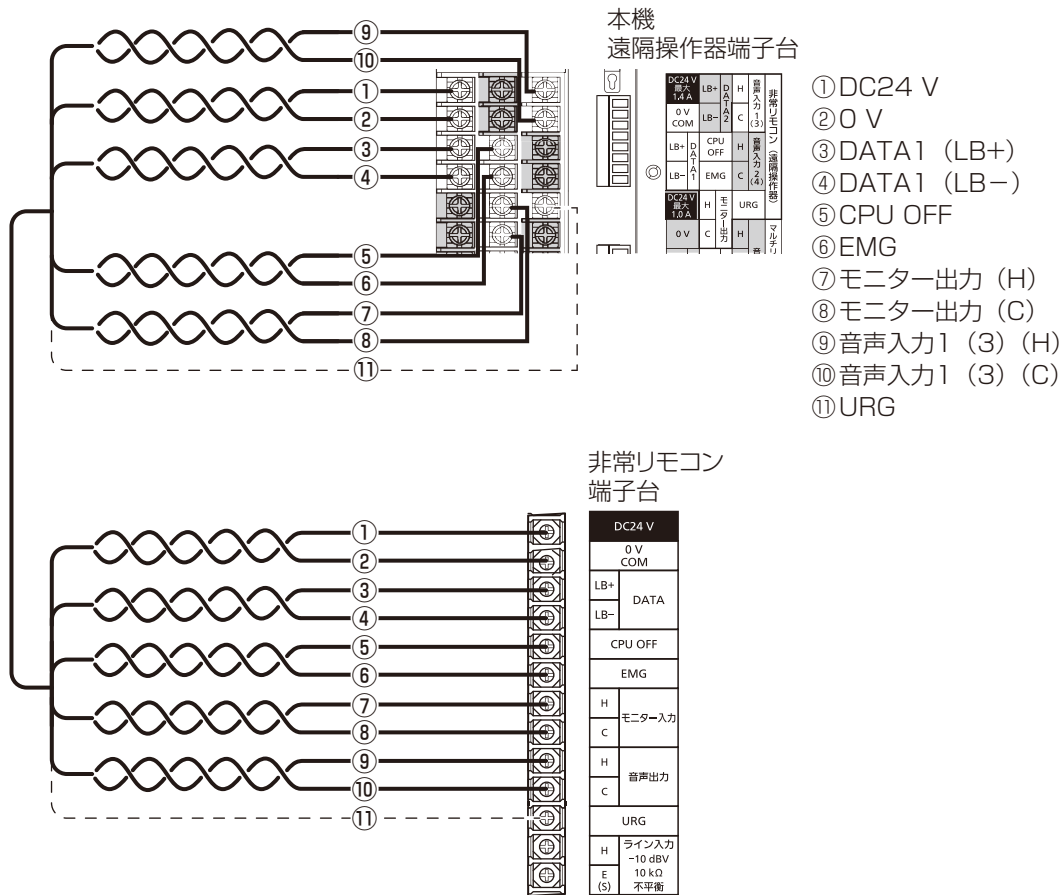 本機
遠隔操作器端子台
⑨
⑩
①
②
③
④
⑤
⑥
⑦
⑧
⑪
DC24 V
最大
1.4 A
LB+
DATA2
H
音声入力1(3)
非常リモコン(遠隔操作器)
0 V
COM
LB−
C
LB+
DATA1
CPU
OFF
H
音声入力2(4)
LB−
EMG
C
DC24 V
最大
1.0 A
H
モニター出力
URG
0 V
C
H
マルチリ
①DC24 V
②0 V
③DATA1（LB+）
④DATA1（LB−）
⑤CPU OFF
⑥EMG
⑦モニター出力（H）
⑧モニター出力（C）
⑨音声入力1（3）（H）
⑩音声入力1（3）（C）
⑪URG
非常リモコン
端子台
①
②
③
④
⑤
⑥
⑦
⑧
⑨
⑩
⑪
DC24 V
0 V
COM
LB+
DATA
LB−
CPU OFF
EMG
H
モニター入力
C
H
音声出力
C
URG
H
ライン入力
−10 dBV
10 kΩ
不平衡
E
(S)